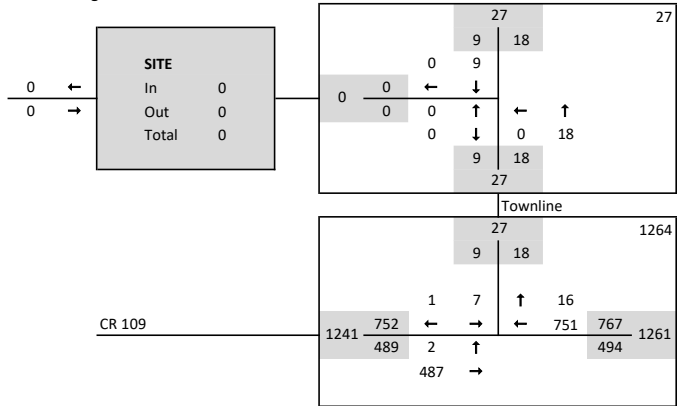 27 27
9 18
SITE 0 9
0 ← In 0 0 0 ← ↓
0 → Out 0 0 0 ↑ ← ↑
Total 0 0 ↓ 0 18
9 18
27
Townline
27 1264
9 18
1 7 ↑ 16
CR 109 1241 752 ← → ← 751 767 1261
489 2 ↑ 494
487 →